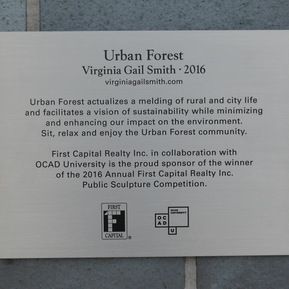 Urban Forest
Virginia Gail Smith · 2016
virginiagailsmith.com
Urban Forest actualizes a melding of rural and city life
and facilitates a vision of sustainability while minimizing
and enhancing our impact on the environment.
Sit, relax and enjoy the Urban Forest community.
First Capital Realty Inc. in collaboration with
OCAD University is the proud sponsor of the winner
of the 2016 Annual First Capital Realty Inc.
Public Sculpture Competition.
FIRST
CAPITAL
OCAD UNIVERSITY
O C
A D
U